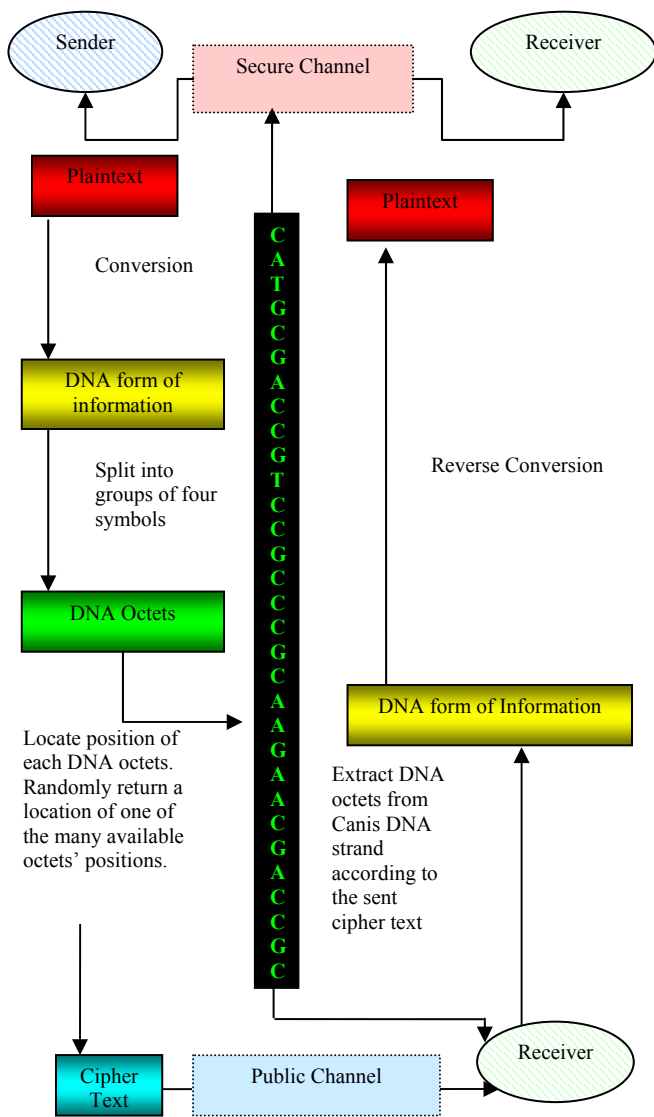 Sender
Secure Channel
Receiver
Plaintext
Conversion
DNA form of
information
Split into
groups of four
symbols
DNA Octets
Locate position of
each DNA octets.
Randomly return a
location of one of
the many available
octets' positions.
Cipher
Text
C
A
T
G
C
G
A
C
C
G
T
C
C
G
C
C
C
G
C
A
A
G
A
A
C
G
A
C
C
G
C
Public Channel
Plaintext
Reverse Conversion
DNA form of Information
Extract DNA
octets from
Canis DNA
strand
according to
the sent
cipher text
Receiver